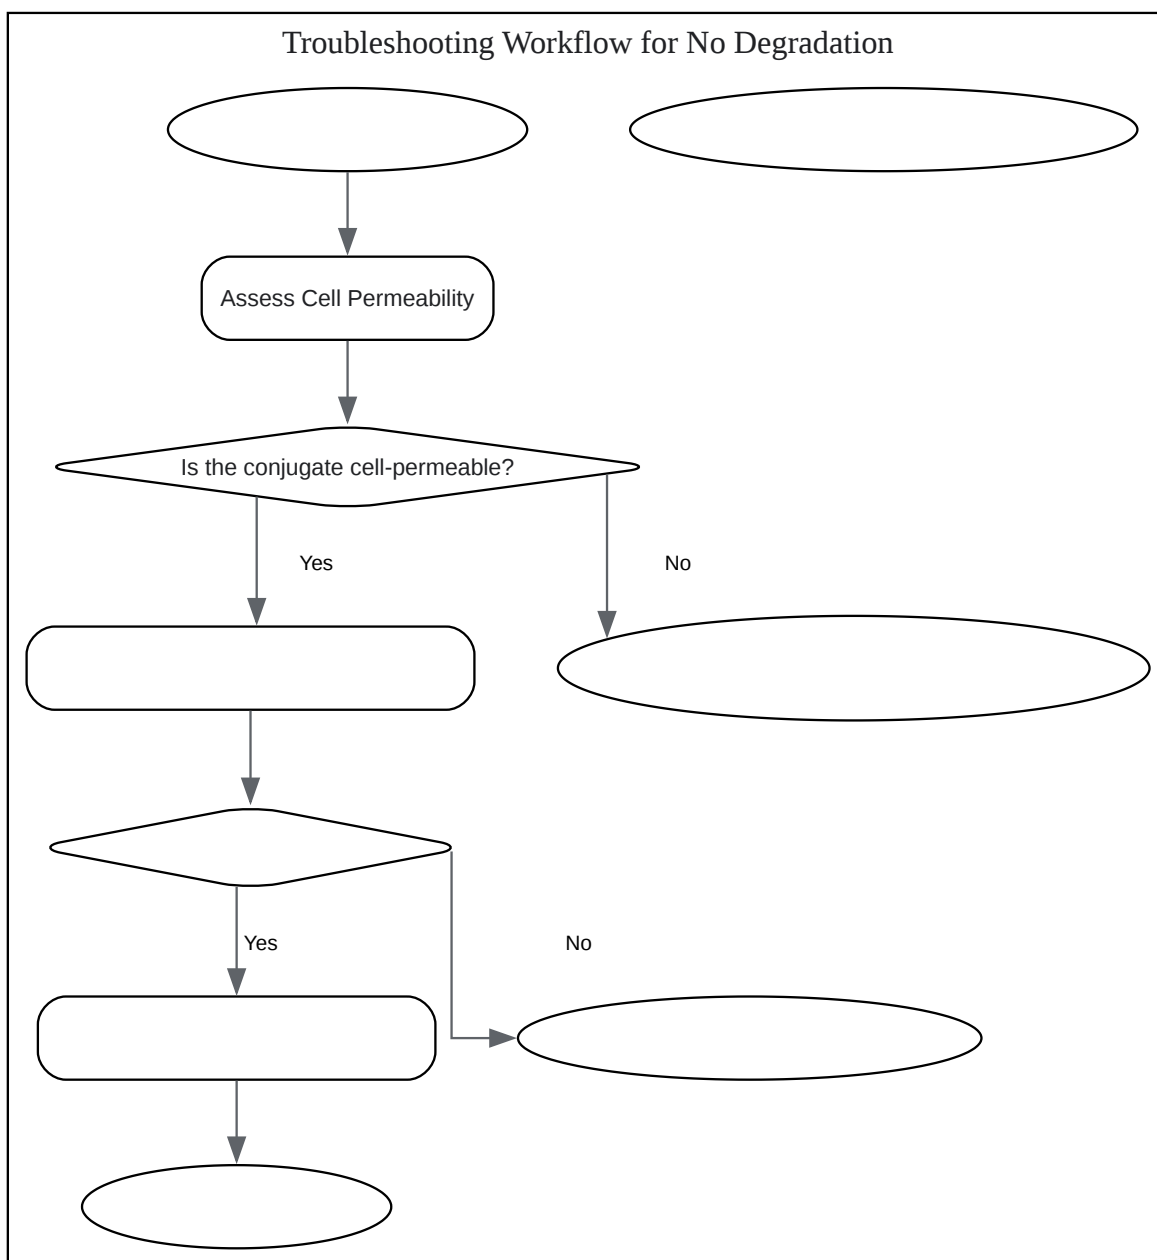 Troubleshooting Workflow for No Degradation
Assess Cell Permeability
Is the conjugate cell-permeable?
Yes
No
Yes
No